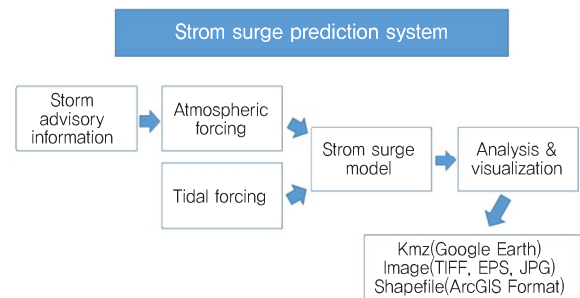 Strom surge prediction system
Storm
advisory
information
Atmospheric
forcing
Tidal forcing
Strom surge
model
Analysis &
visualization
Kmz(Google Earth)
Image(TIFF, EPS, JPG)
Shapefile(ArcGIS Format)